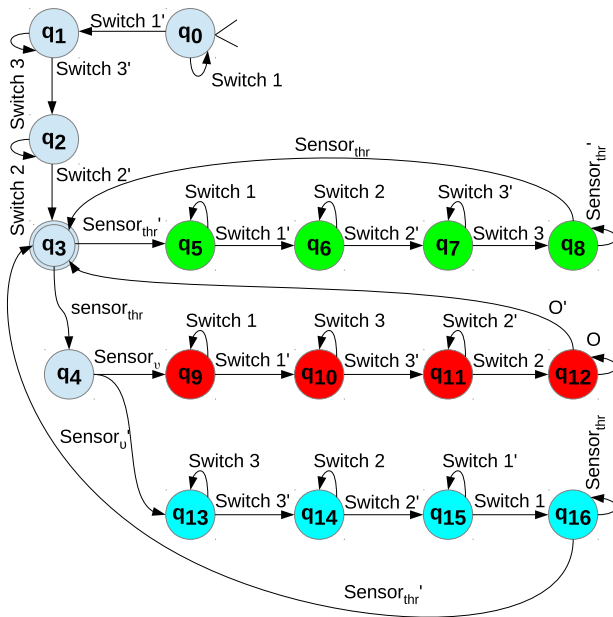 q1 Switch 1' q0
Switch 1
Switch 3
Switch 3'
q2
Switch 2
Switch 2'
Sensorthr
Sensorthr'
q3 Sensorthr' q5 Switch 1' q6 Switch 2' q7 Switch 3 q8
Switch 1 Switch 2 Switch 3'
sensorthr
O'
Switch 1 Switch 3 Switch 2' O
q4 Sensorυ q9 Switch 1' q10 Switch 3' q11 Switch 2 q12
Sensorυ'
Switch 3 Switch 2 Switch 1' Sensorthr
q13 Switch 3' q14 Switch 2' q15 Switch 1 q16
Sensorthr'